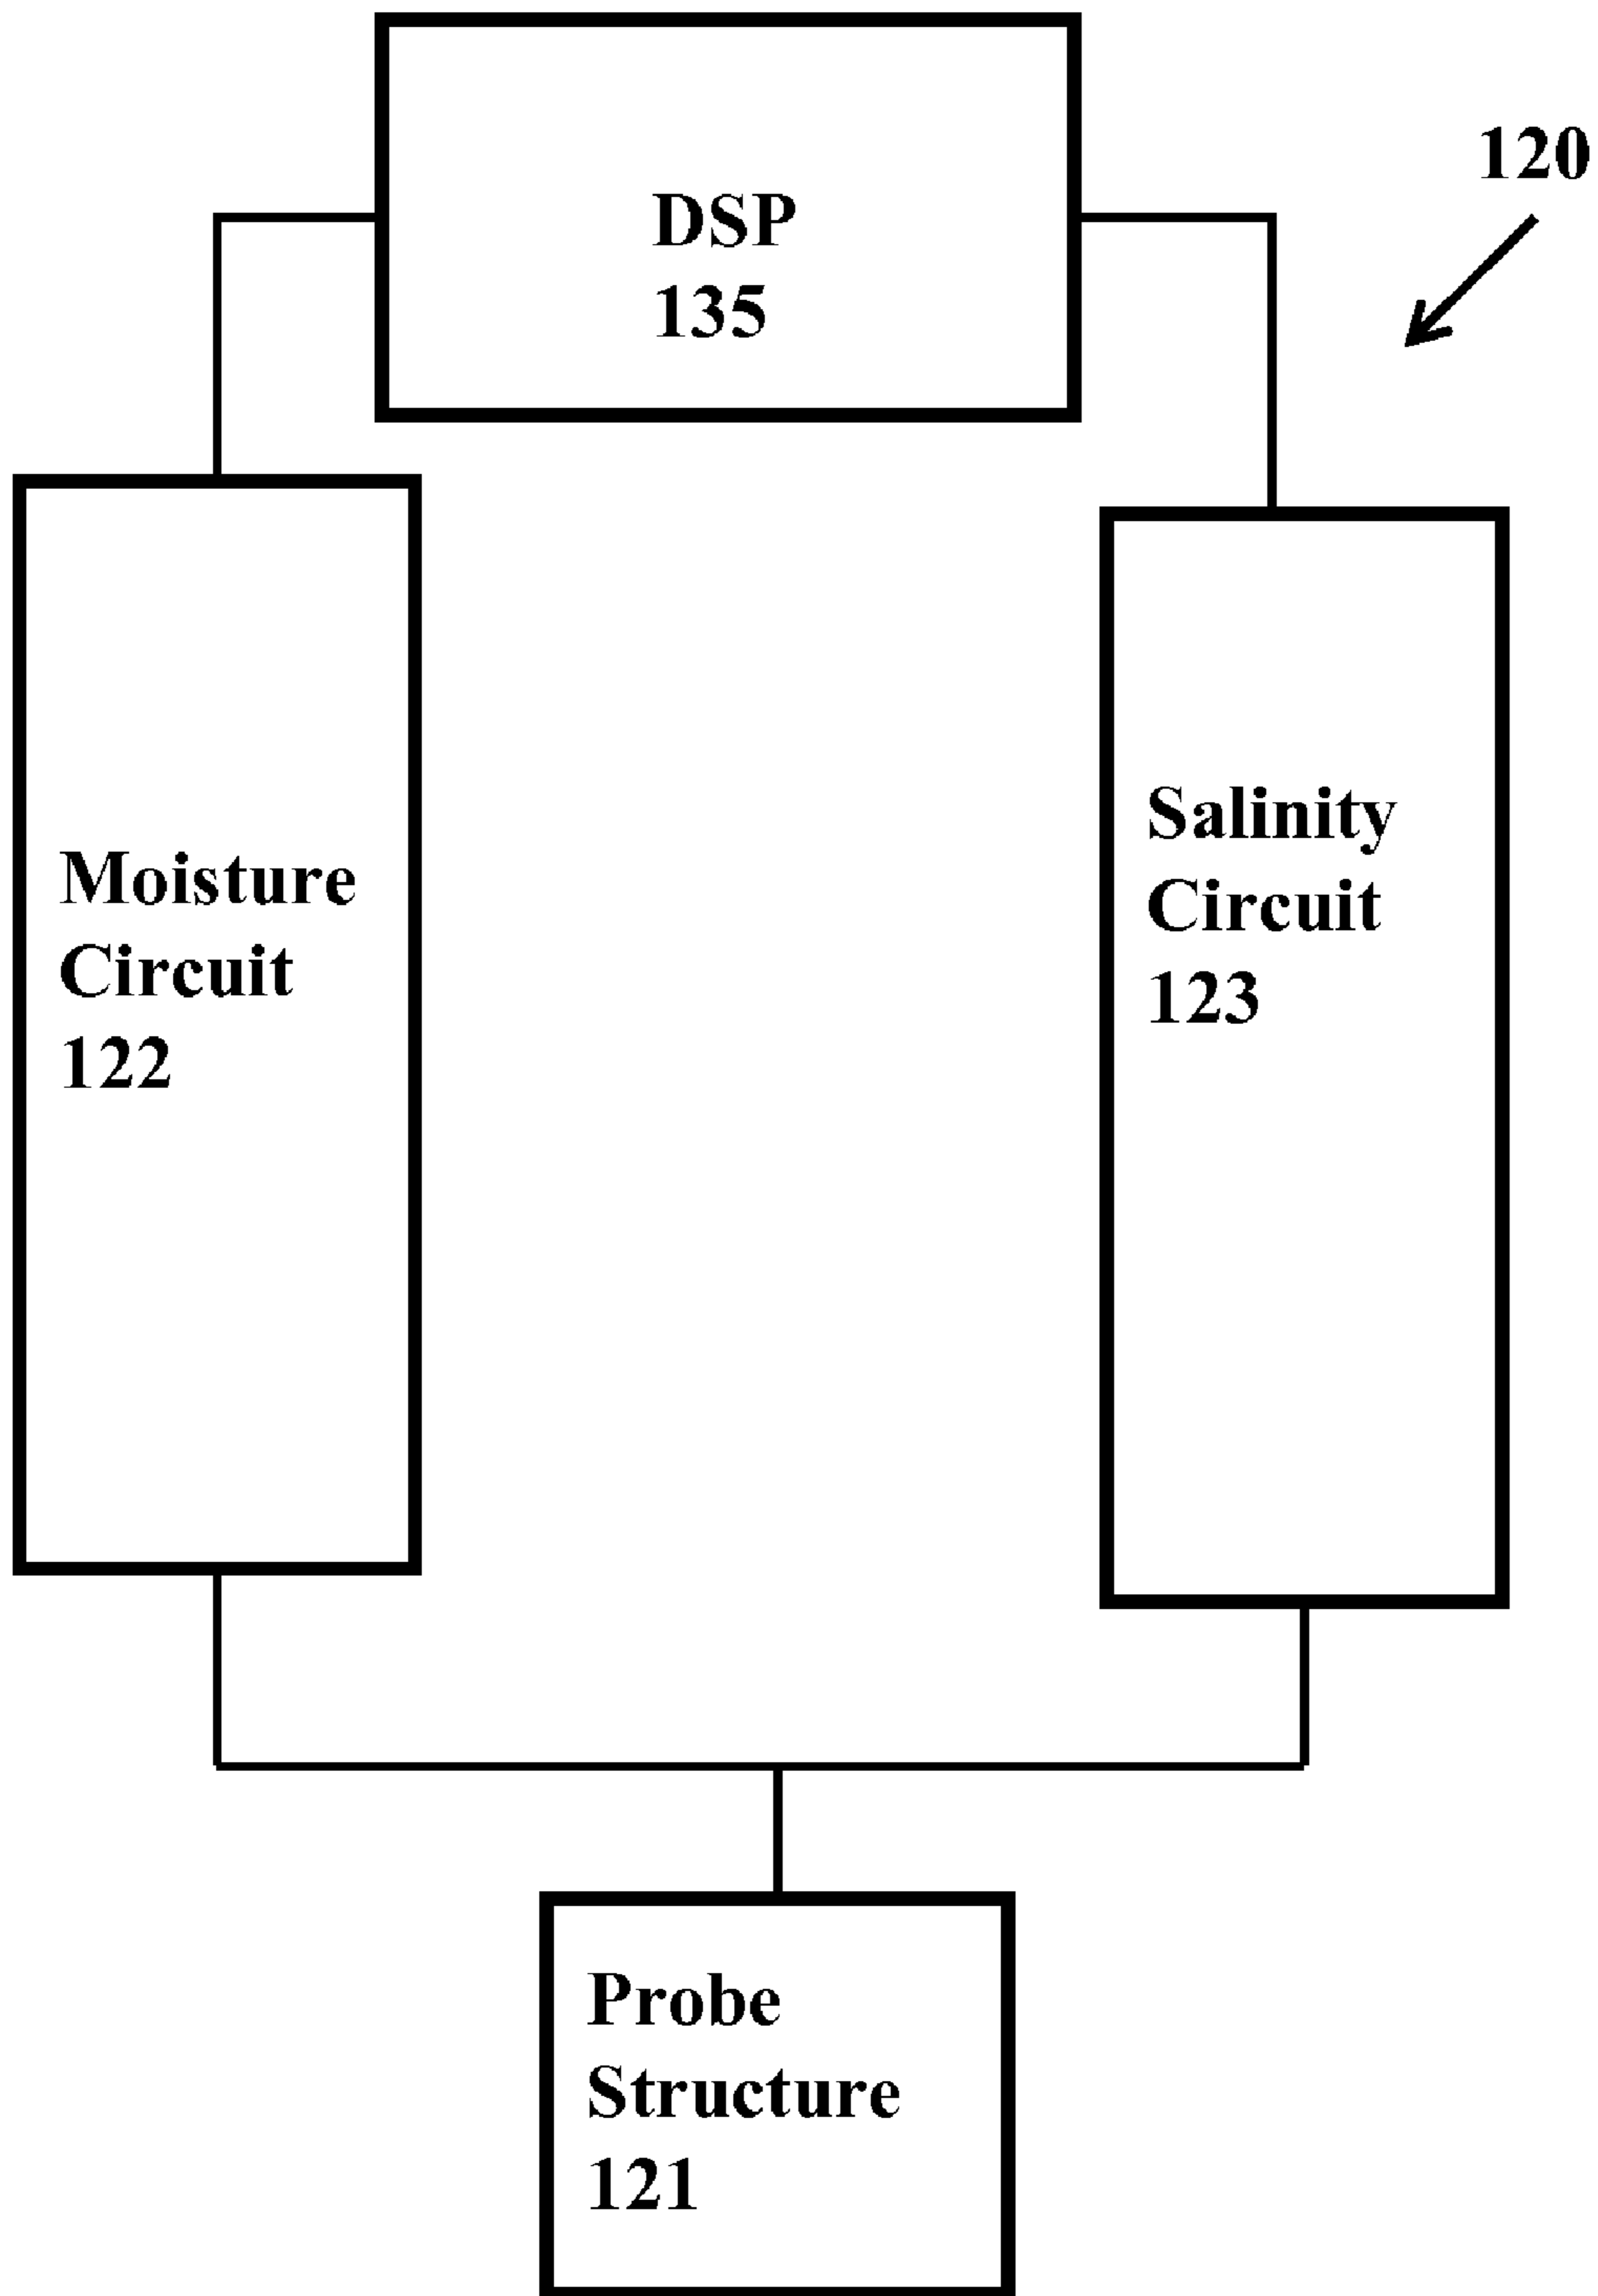 120
DSP
135
Moisture
Circuit
122
Salinity
Circuit
123
Probe
Structure
121